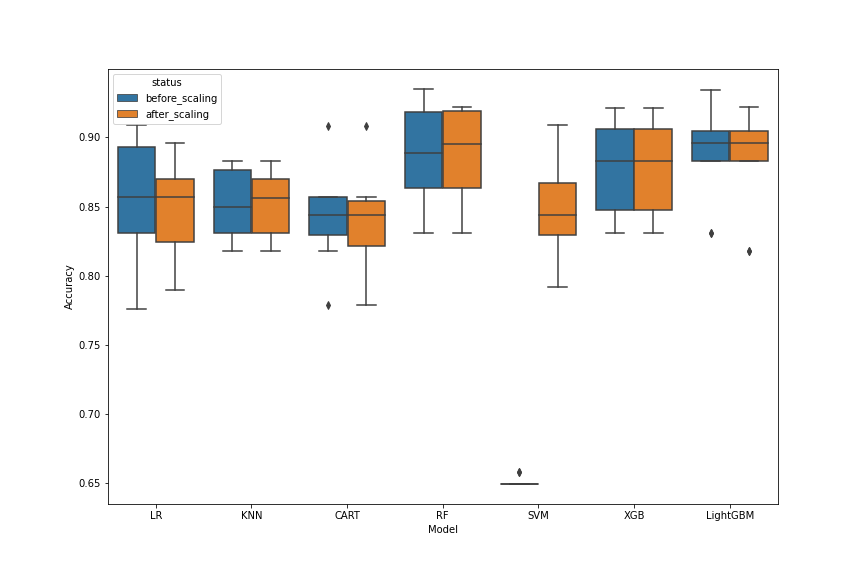 status
before_scaling
after_scaling
0.90
0.85
0.80
0.75
0.70
0.65
Accuracy
LR KNN CART RF SVM XGB LightGBM
Model